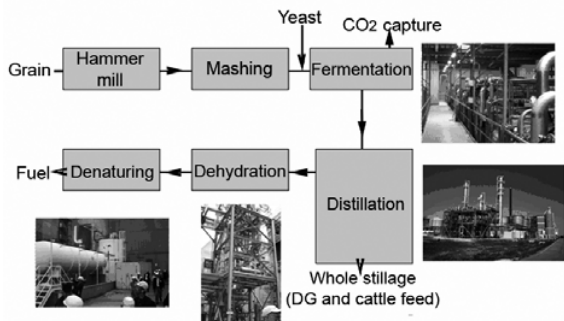 Yeast
CO2 capture
Grain
Hammer
mill
Mashing
Fermentation
Fuel
Denaturing
Dehydration
Distillation
Whole stillage
(DG and cattle feed)